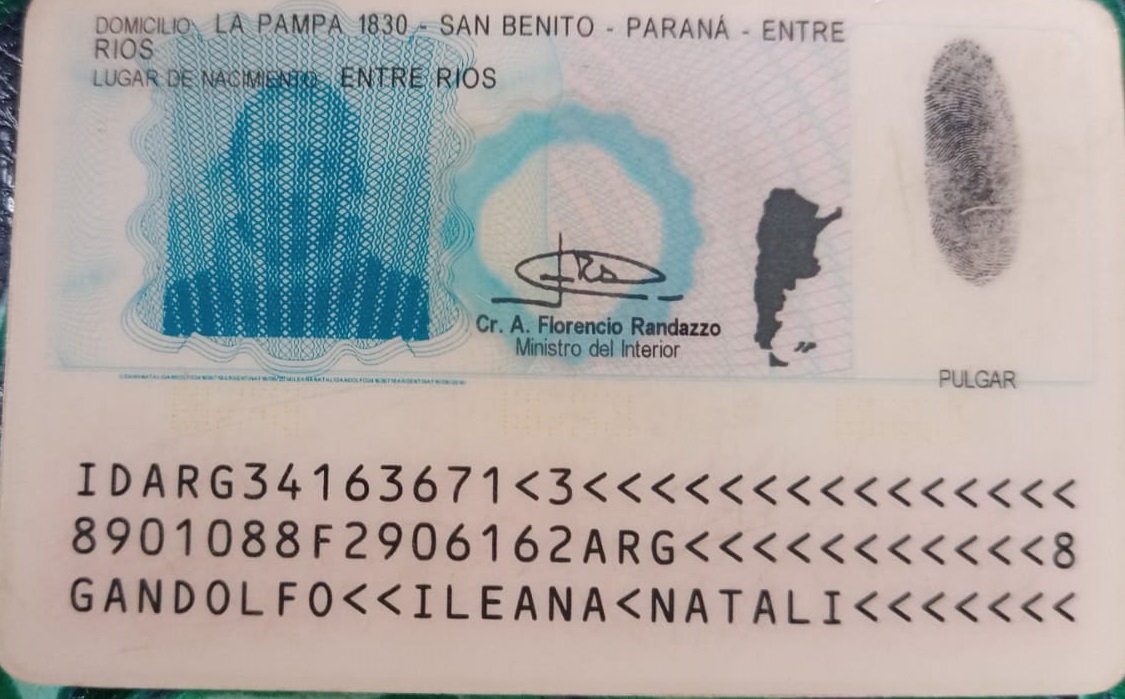 DOMICILIO: LA PAMPA 1830 - SAN BENITO - PARANÁ - ENTRE
RIOS
LUGAR DE NACIMIENTO: ENTRE RIOS
Cr. A. Florencio Randazzo
Ministro del Interior
PULGAR
IDARG34163671<3<<<<<<<<<<<<<<<
8901088F2906162ARG<<<<<<<<<<<8
GANDOLFO<<ILEANA<NATALI<<<<<<<